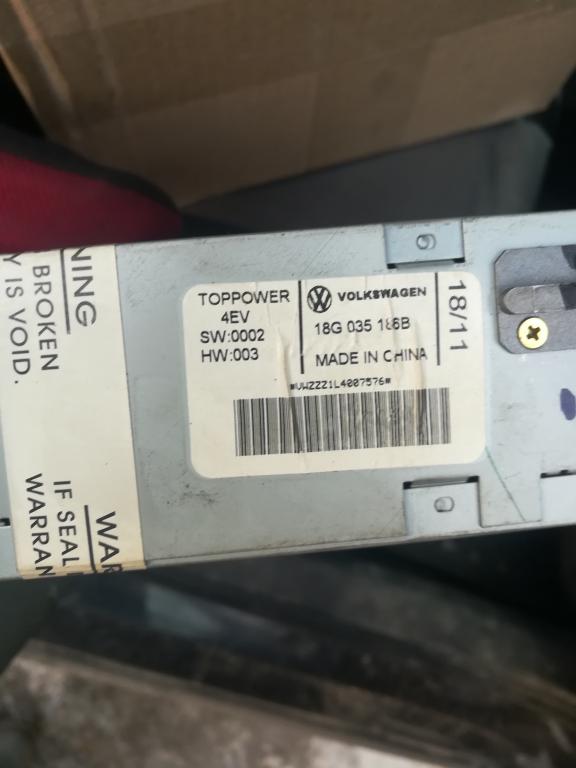 NING
Y BROKEN
IS VOID.
TOPPOWER
4EV
SW:0002
HW:003
VOLKSWAGEN
18G 035 186B
MADE IN CHINA
18/11
*VWZZZ1L4007576*
WAR
IF SEAL
WARRAN